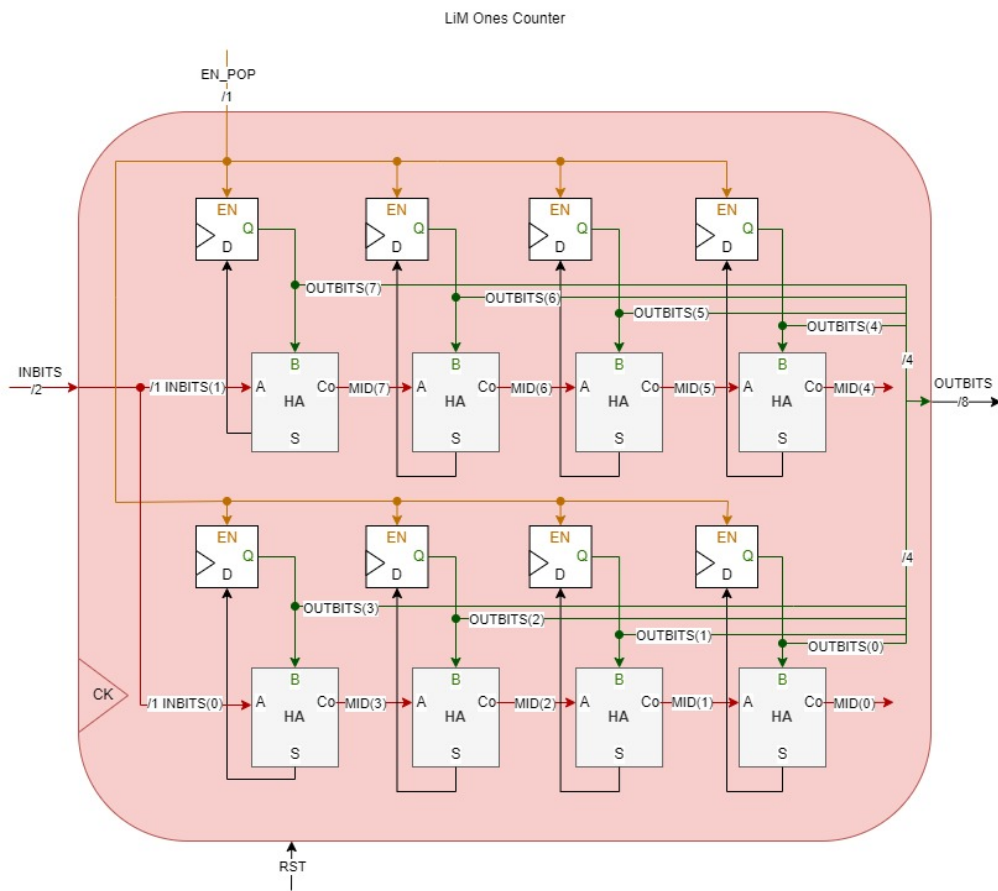 LiM Ones Counter
EN_POP
/1
EN
EN
EN
EN
Q
Q
Q
Q
D
D
D
D
OUTBITS(7)
OUTBITS(6)
OUTBITS(5)
OUTBITS(4)
/4
B
B
B
B
INBITS
/2
/1 INBITS(1)
A
HA
Co
MID(7)
A
HA
Co
MID(6)
A
HA
Co
MID(5)
A
HA
Co
MID(4)
OUTBITS
/8
S
S
S
S
EN
EN
EN
EN
Q
Q
Q
Q
D
D
D
D
/4
OUTBITS(3)
OUTBITS(2)
OUTBITS(1)
OUTBITS(0)
B
B
B
B
CK
/1 INBITS(0)
A
HA
Co
MID(3)
A
HA
Co
MID(2)
A
HA
Co
MID(1)
A
HA
Co
MID(0)
S
S
S
S
RST